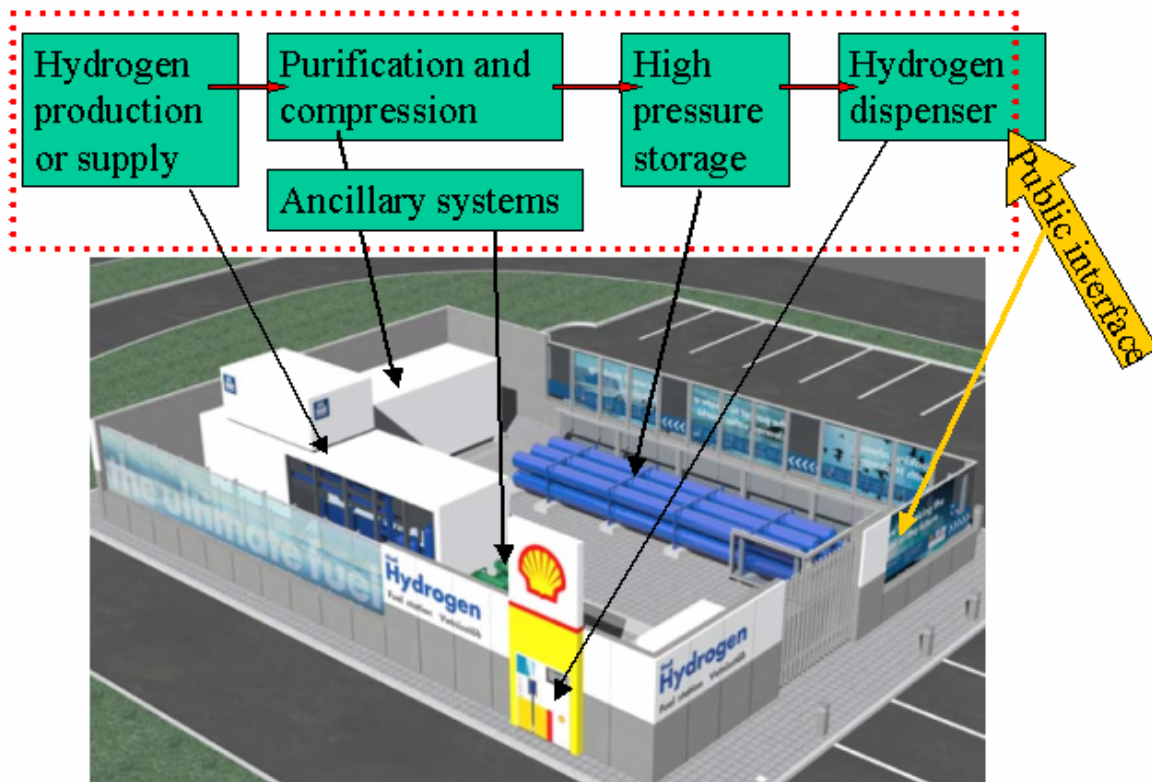 Hydrogen
production
or supply
Purification and
compression
High
pressure
storage
Hydrogen
dispenser
Ancillary systems
Public interface
the ultimate fuel
Hydrogen
Fuel station
Hydrogen
Fuel station